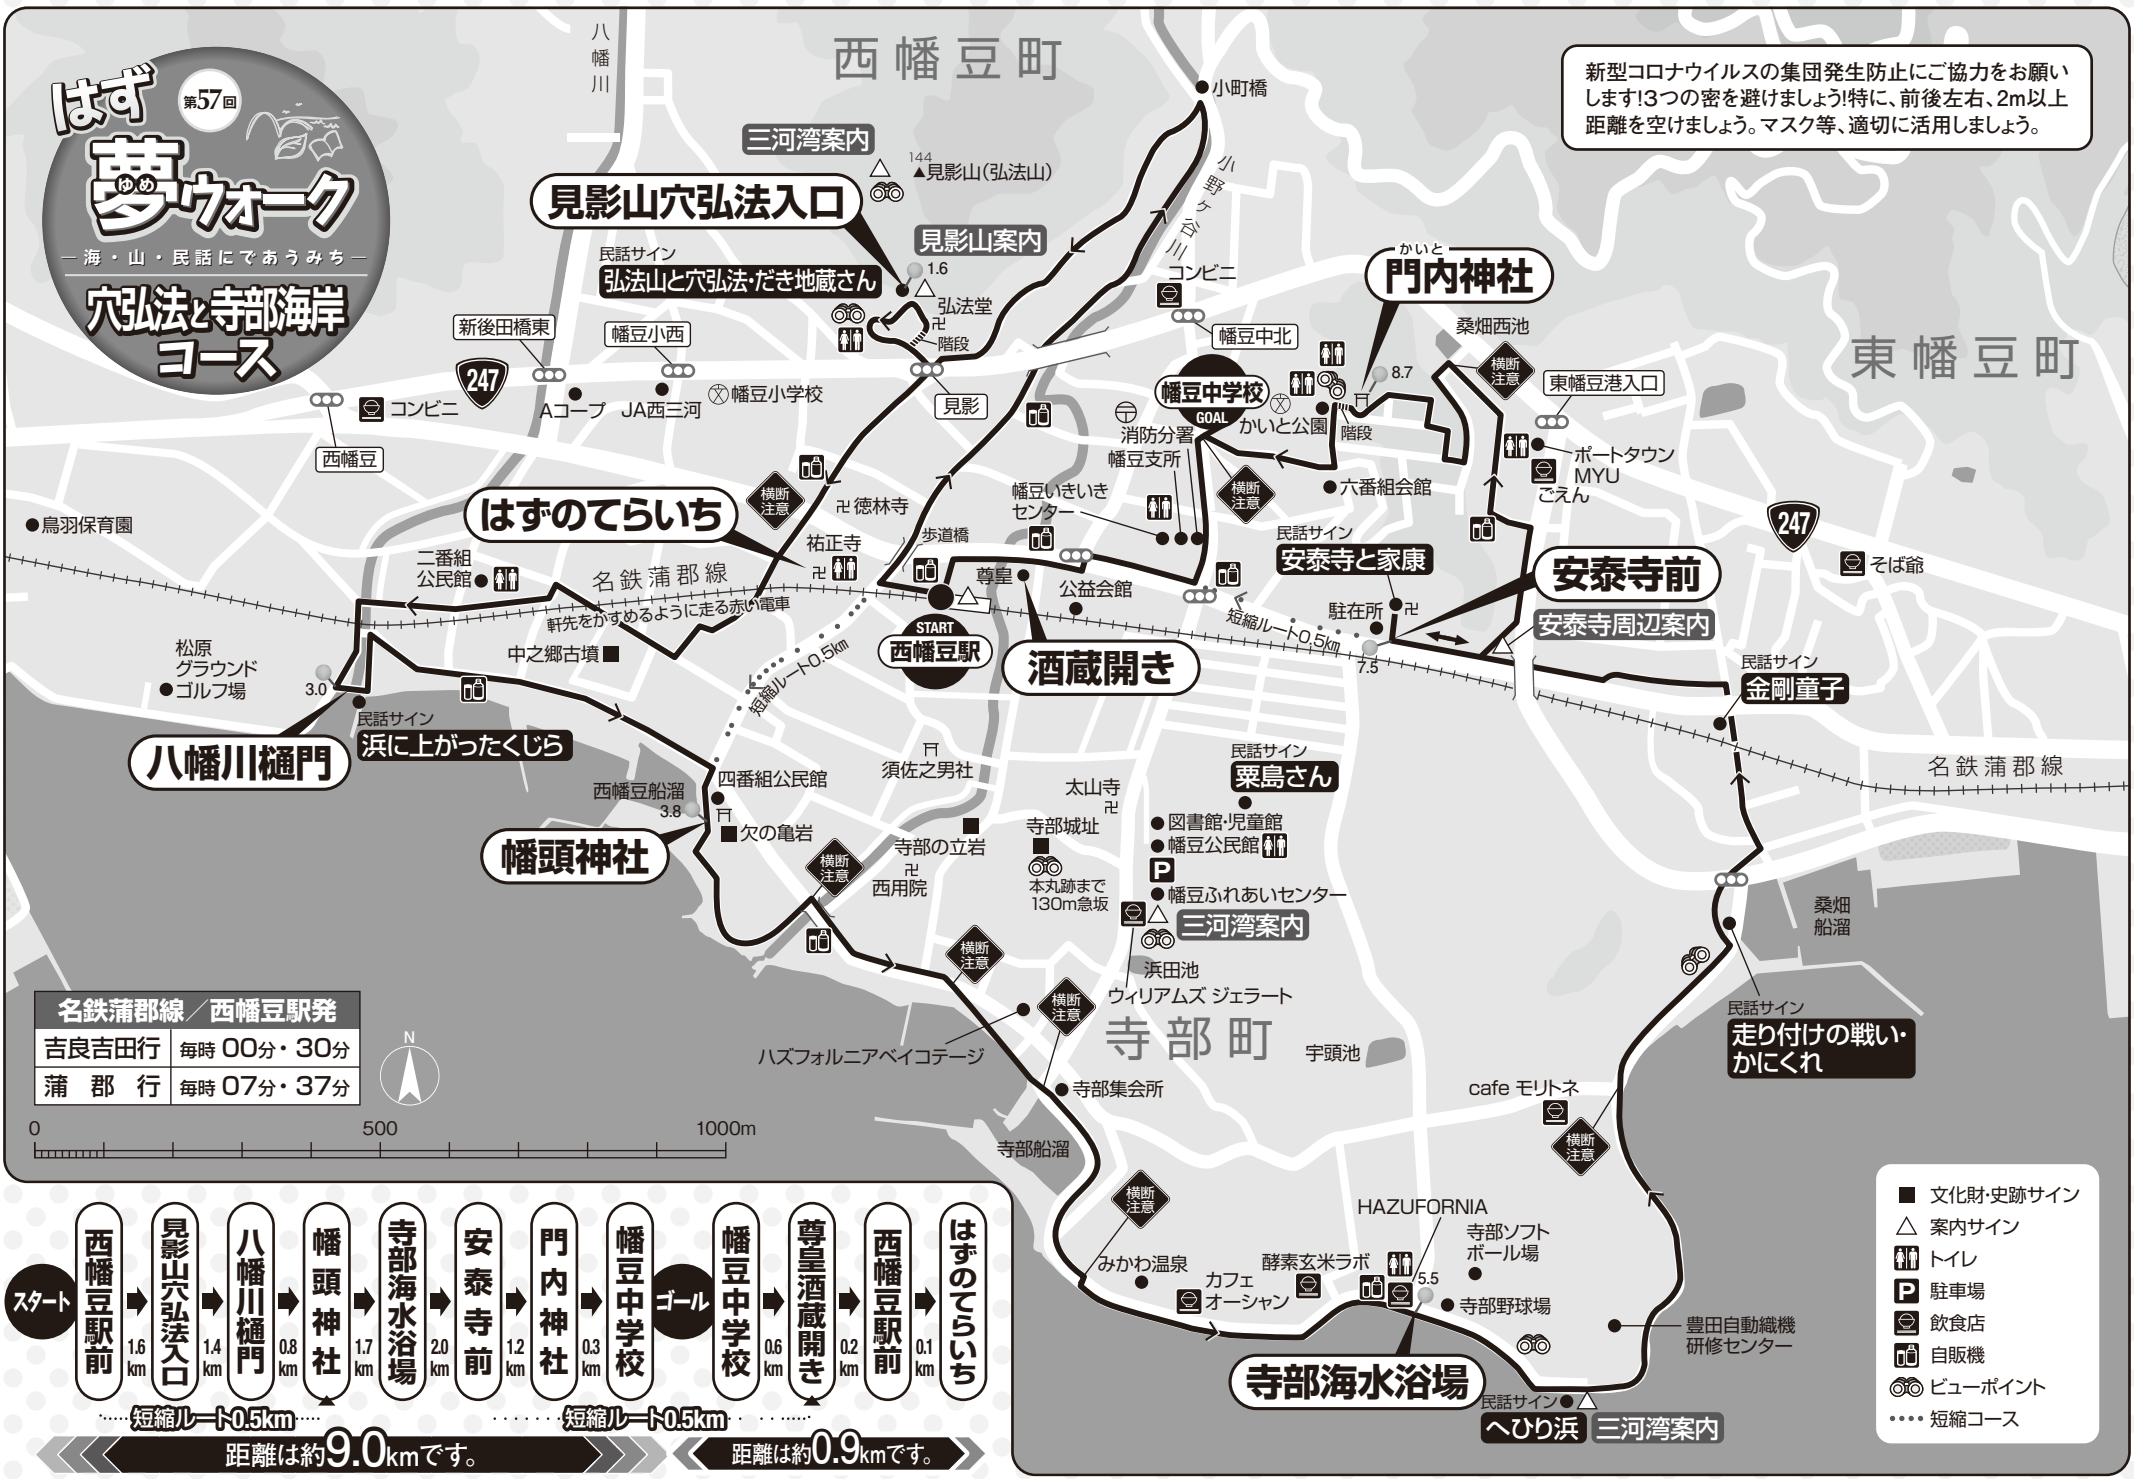 はず
第57回
夢ウォーク
ゆめ
―海・山・民話にであうみち―
穴弘法と寺部海岸
コース
新型コロナウイルスの集団発生防止にご協力をお願い
します!3つの密を避けましょう!特に、前後左右、2m以上
距離を空けましょう。マスク等、適切に活用しましょう。
八幡川
西幡豆町
小町橋
三河湾案内
144
▲見影山(弘法山)
小野ヶ谷川
見影山穴弘法入口
見影山案内
民話サイン
弘法山と穴弘法・だき地蔵さん
1.6
弘法堂
階段
コンビニ
かいと
門内神社
新後田橋東
幡豆小西
幡豆中北
桑畑西池
東幡豆町
247
コンビニ
Aコープ
JA西三河
幡豆小学校
見影
幡豆中学校
GOAL
8.7
横断
注意
東幡豆港入口
西幡豆
消防分署
幡豆支所
かいと公園
階段
ポートタウン
MYU
ごえん
横断
注意
はずのてらいち
徳林寺
幡豆いきいき
センター
横断
注意
六番組会館
247
鳥羽保育園
祐正寺
歩道橋
民話サイン
安泰寺と家康
安泰寺前
そば爺
二番組
公民館
名鉄蒲郡線
軒先をかすめるように走る赤い電車
尊皇
公益会館
駐在所
短縮ルート0.5km
安泰寺周辺案内
松原
グラウンド
ゴルフ場
中之郷古墳
START
西幡豆駅
酒蔵開き
7.5
民話サイン
金剛童子
3.0
短縮ルート0.5km
民話サイン
浜に上がったくじら
八幡川樋門
須佐之男社
民話サイン
粟島さん
名鉄蒲郡線
四番組公民館
西幡豆船溜
3.8
太山寺
欠の亀岩
幡頭神社
寺部城址
図書館・児童館
幡豆公民館
寺部の立岩
横断
注意
西用院
本丸跡まで
130m急坂
P
幡豆ふれあいセンター
三河湾案内
桑畑
船溜
横断
注意
浜田池
ウィリアムズ ジェラート
横断
注意
民話サイン
走り付けの戦い・
かにくれ
名鉄蒲郡線/西幡豆駅発
吉良吉田行 毎時 00分・30分
蒲郡行 毎時 07分・37分
N
ハズフォルニアベイコテージ
寺部町
宇頭池
寺部集会所
cafe モリトネ
0 500 1000m
寺部船溜
横断
注意
横断
注意
HAZUFORNIA
寺部ソフト
ボール場
みかわ温泉
酵素玄米ラボ
カフェ
オーシャン
5.5
寺部野球場
豊田自動織機
研修センター
寺部海水浴場
民話サイン
へひり浜
三河湾案内
文化財・史跡サイン
案内サイン
トイレ
P 駐車場
飲食店
自販機
ビューポイント
短縮コース
スタート
西幡豆駅前
1.6km
見影山穴弘法入口
1.4km
八幡川樋門
0.8km
幡頭神社
1.7km
寺部海水浴場
2.0km
安泰寺前
1.2km
門内神社
0.3km
幡豆中学校
ゴール
幡豆中学校
0.6km
尊皇酒蔵開き
0.2km
西幡豆駅前
0.1km
はずのてらいち
短縮ルート0.5km
短縮ルート0.5km
距離は約9.0kmです。
距離は約0.9kmです。